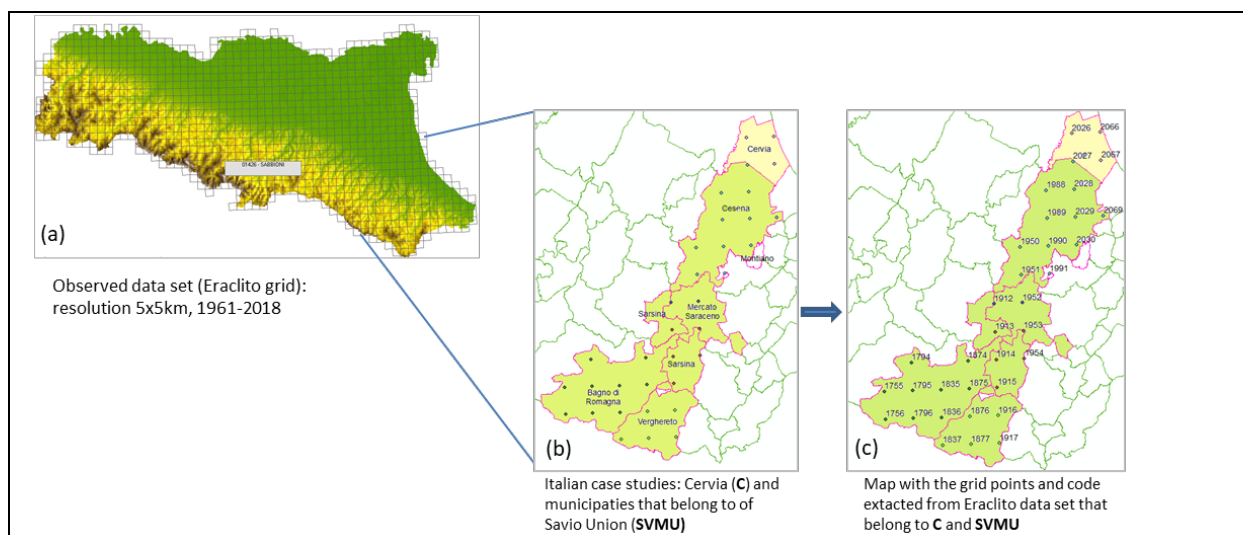 01426 - SABBIONI
(a)
Observed data set (Eraclito grid):
resolution 5x5km, 1961-2018
Cervia
Cesena
Montiano
Mercato
Saraceno
Sarsina
Sarsina
Bagno di
Romagna
Verghereto
(b)
Italian case studies: Cervia (C) and
municipaties that belong to of
Savio Union (SVMU)
2026 2066
2027 2067
1988 2028
1989 2029 2069
1950 1990 2030
1951 1991
1912 1952
1913 1953
1794 1874 1914 1954
1755 1795 1835 1875 1915
1756 1796 1836 1876 1916
1837 1877 1917
(c)
Map with the grid points and code
extacted from Eraclito data set that
belong to C and SVMU